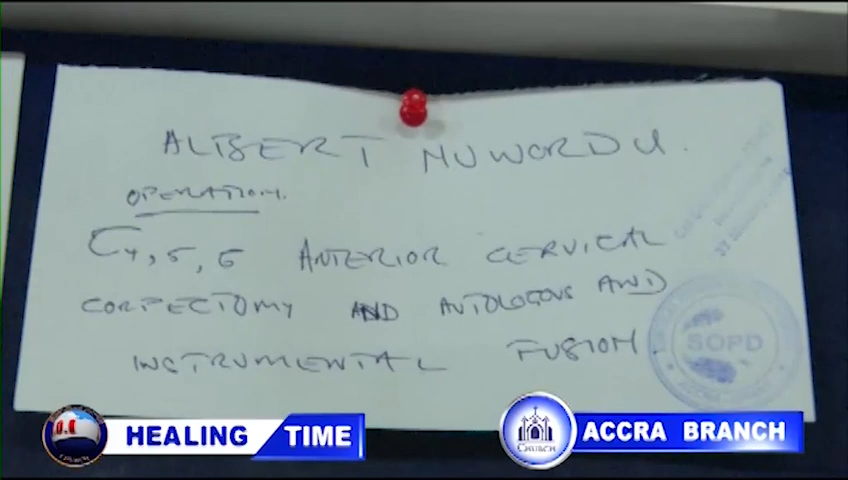 ALBERT NUWORDU.
OPERATION.
C4, 5, 6 ANTERIOR CERVICAL
CORPECTOMY AND AUTOLOGOUS AND
INSTRUMENTAL FUSION.
SOPD
HEALING TIME
CHURCH
ACCRA BRANCH